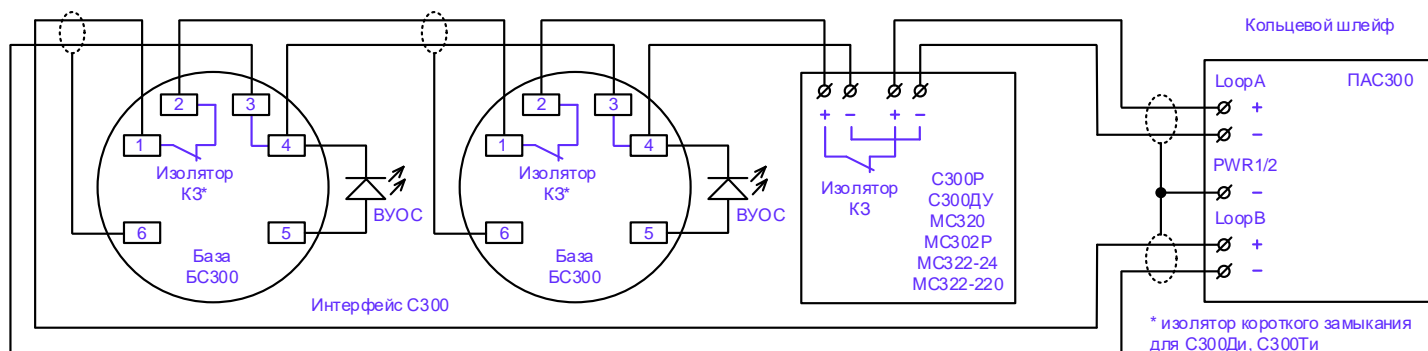 Кольцевой шлейф
2
3
1
4
Изолятор
КЗ*
6
5
База
БС300
ВУОС
2
3
1
4
Изолятор
КЗ*
6
5
База
БС300
ВУОС
+ − + −
Изолятор
КЗ
С300Р
С300ДУ
МС320
МС302Р
МС322-24
МС322-220
LoopA
ПАС300
+
−
PWR1/2
−
LoopB
+
−
Интерфейс С300
* изолятор короткого замыкания
для С300Ди, С300Ти